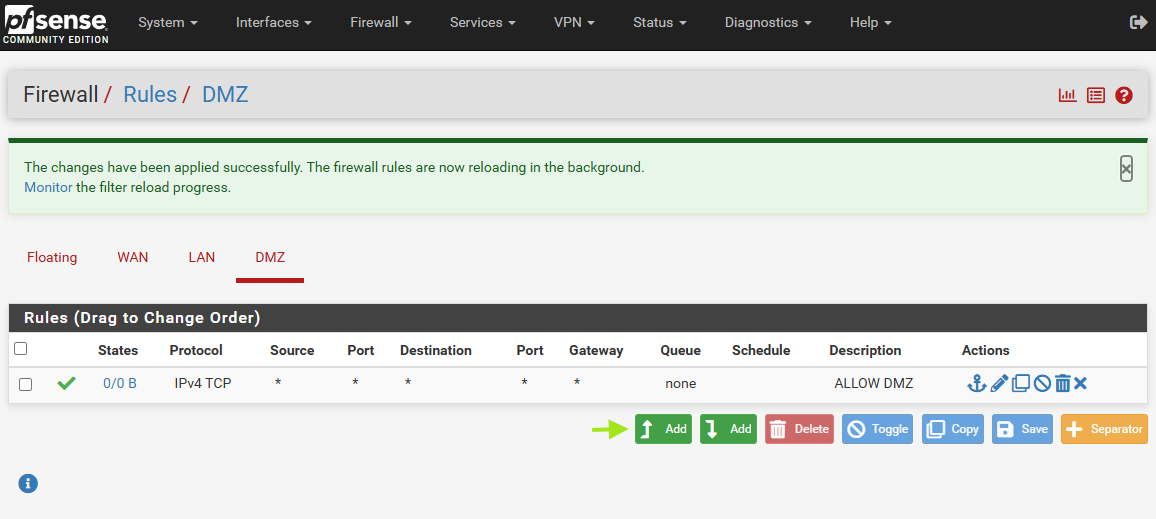 pfsense
COMMUNITY EDITION
System Interfaces Firewall Services VPN Status Diagnostics Help
Firewall / Rules / DMZ
The changes have been applied successfully. The firewall rules are now reloading in the background.
Monitor the filter reload progress.
Floating WAN LAN DMZ
Rules (Drag to Change Order)
States Protocol Source Port Destination Port Gateway Queue Schedule Description Actions
0/0 B IPv4 TCP * * * * * none ALLOW DMZ
Add Add Delete Toggle Copy Save Separator